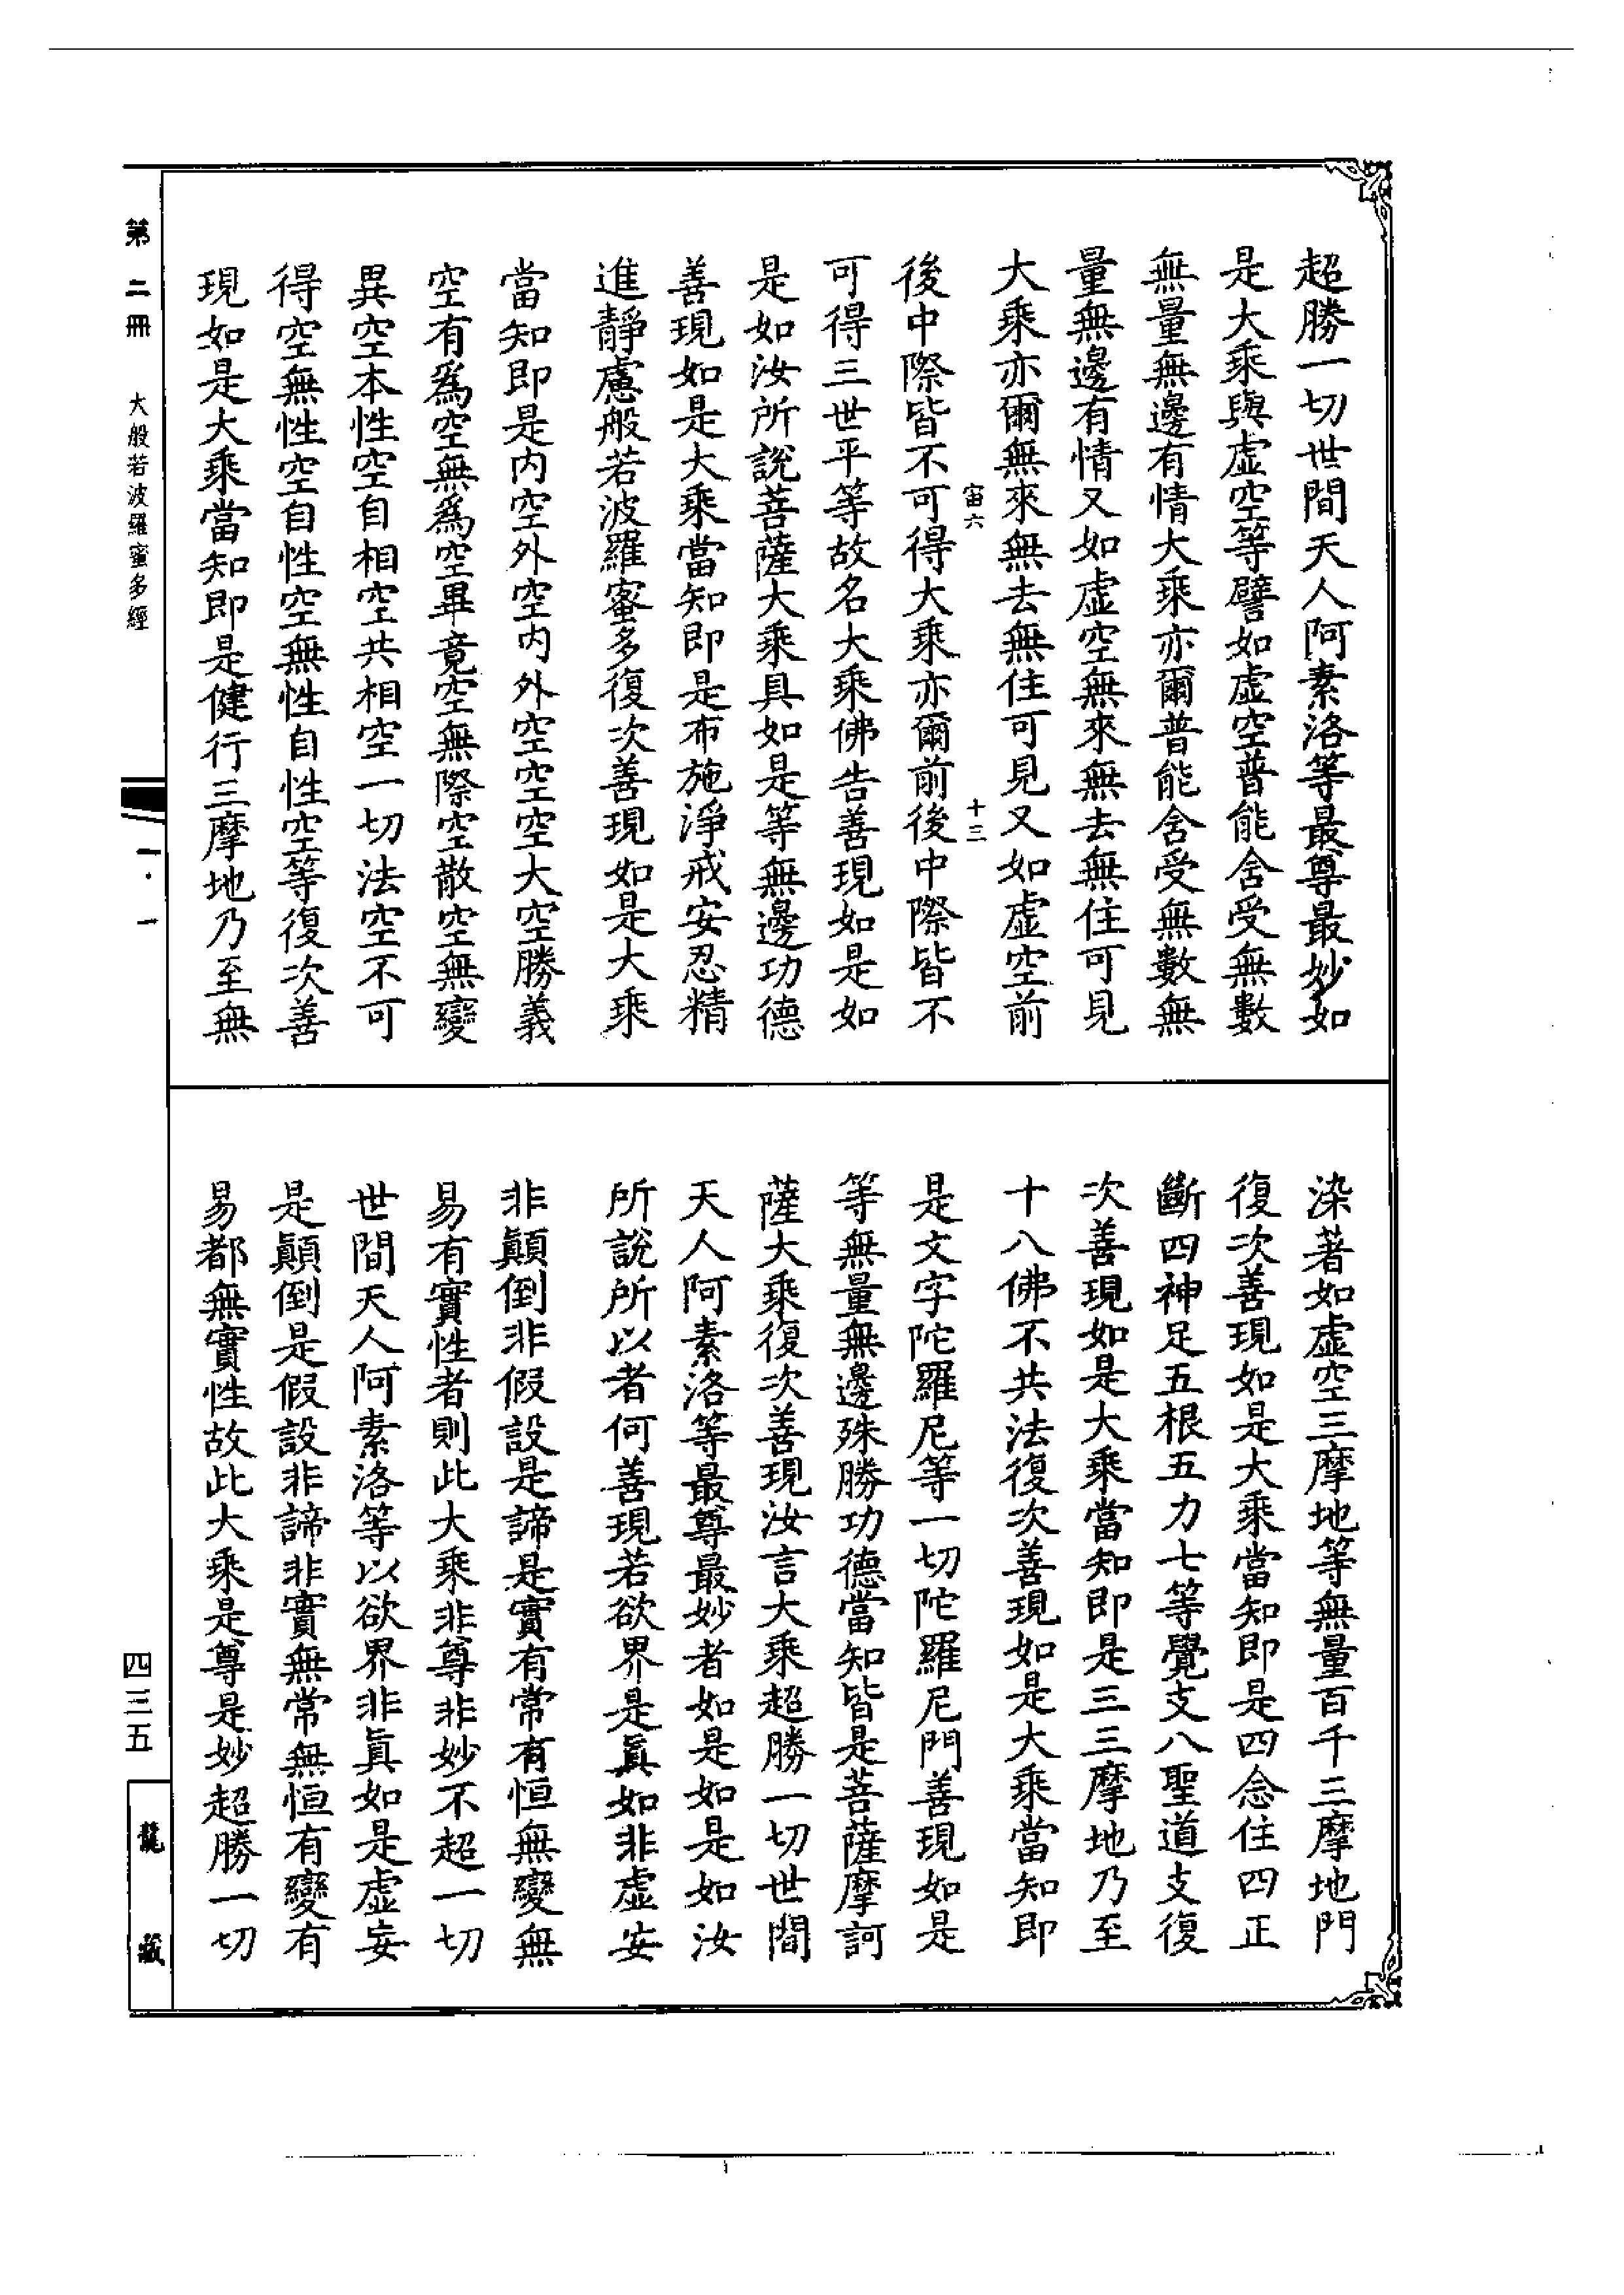 超勝一切世間天人阿素洛等最尊最妙如
是大乘與虛空等譬如虛空普能含受無數
無量無邊有情大乘亦爾普能含受無數無
量無邊有情又如虛空無來無去無住可見
大乘亦爾無來無去無住可見又如虛空前
宙六
十三
後中際皆不可得大乘亦爾前後中際皆不
可得三世平等故名大乘佛告善現如是如
是如汝所說菩薩大乘具如是等無邊功德
善現如是大乘當知即是布施淨戒安忍精
進靜慮般若波羅蜜多復次善現如是大乘
當知即是內空外空內外空空空大空勝義
空有為空無為空畢竟空無際空散空無變
異空本性空自相空共相空一切法空不可
得空無性空自性空無性自性空等復次善
現如是大乘當知即是健行三摩地乃至無
染著如虛空三摩地等無量百千三摩地門
復次善現如是大乘當知即是四念住四正
斷四神足五根五力七等覺支八聖道支復
次善現如是大乘當知即是三三摩地乃至
十八佛不共法復次善現如是大乘當知即
是文字陀羅尼等一切陀羅尼門善現如是
等無量無邊殊勝功德當知皆是菩薩摩訶
薩大乘復次善現汝言大乘超勝一切世間
天人阿素洛等最尊最妙者如是如是如汝
所說所以者何善現若欲界是真如非虛妄
非顛倒非假設是諦是實有常有恒無變無
易有實性者則此大乘非尊非妙不超一切
世間天人阿素洛等以欲界非真如是虛妄
是顛倒是假設非諦非實無常無恒有變有
易都無實性故此大乘是尊是妙超勝一切
第二冊
大般若波羅蜜多經
一·一
四三五
龍藏